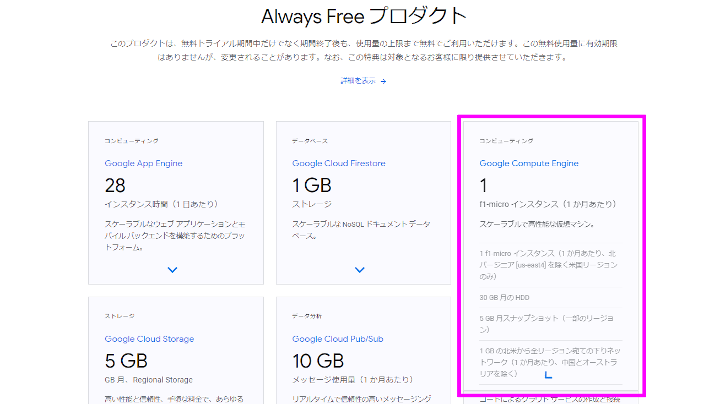 Always Free プロダクト
このプロダクトは、無料トライアル期間中だけでなく期間終了後も、使用量の上限まで無料でご利用いただけます。この無料使用量に有効期限
はありませんが、変更されることがあります。なお、この特典は対象となるお客様に限り提供させていただきます。
詳細を表示 →
コンピューティング
Google App Engine
28
インスタンス時間（1 日あたり）
スケーラブルなウェブ アプリケーションとモ
バイル バックエンドを構築するためのプラッ
トフォーム。
データベース
Google Cloud Firestore
1 GB
ストレージ
スケーラブルな NoSQL ドキュメント データ
ベース。
コンピューティング
Google Compute Engine
1
f1-micro インスタンス（1 か月あたり）
スケーラブルで高性能な仮想マシン。
1 f1-micro インスタンス（1 か月あたり、北
バージニア [us-east4] を除く米国リージョン
のみ）
30 GB 月の HDD
5 GB 月スナップショット（一部のリージョ
ン）
1 GB の北米から全リージョン宛ての下りネッ
トワーク（1 か月あたり、中国とオーストラ
リアを除く）
ストレージ
Google Cloud Storage
5 GB
GB 月、Regional Storage
データ分析
Google Cloud Pub/Sub
10 GB
メッセージ使用量（1 か月あたり）
リアルタイムで信頼性の高いメッセージング